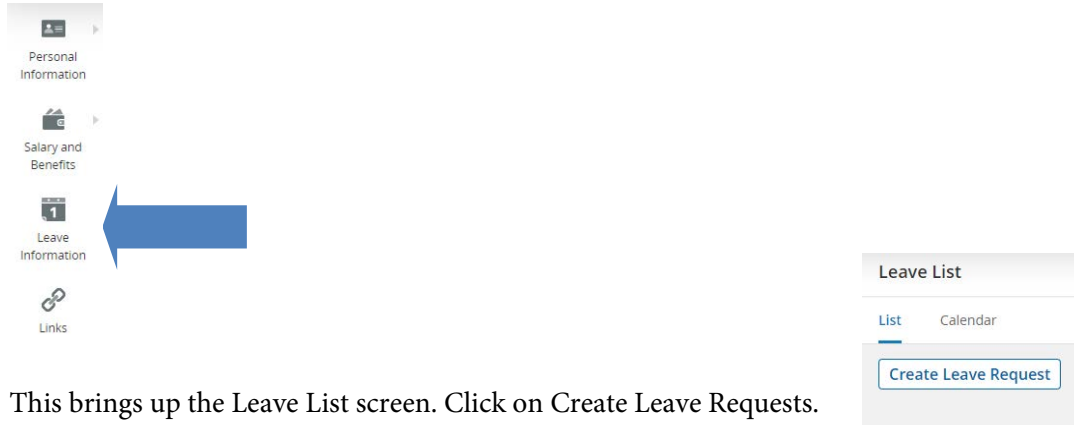 Personal
Information
Salary and
Benefits
1
Leave
Information
Links
Leave List
List Calendar
Create Leave Request
This brings up the Leave List screen. Click on Create Leave Requests.